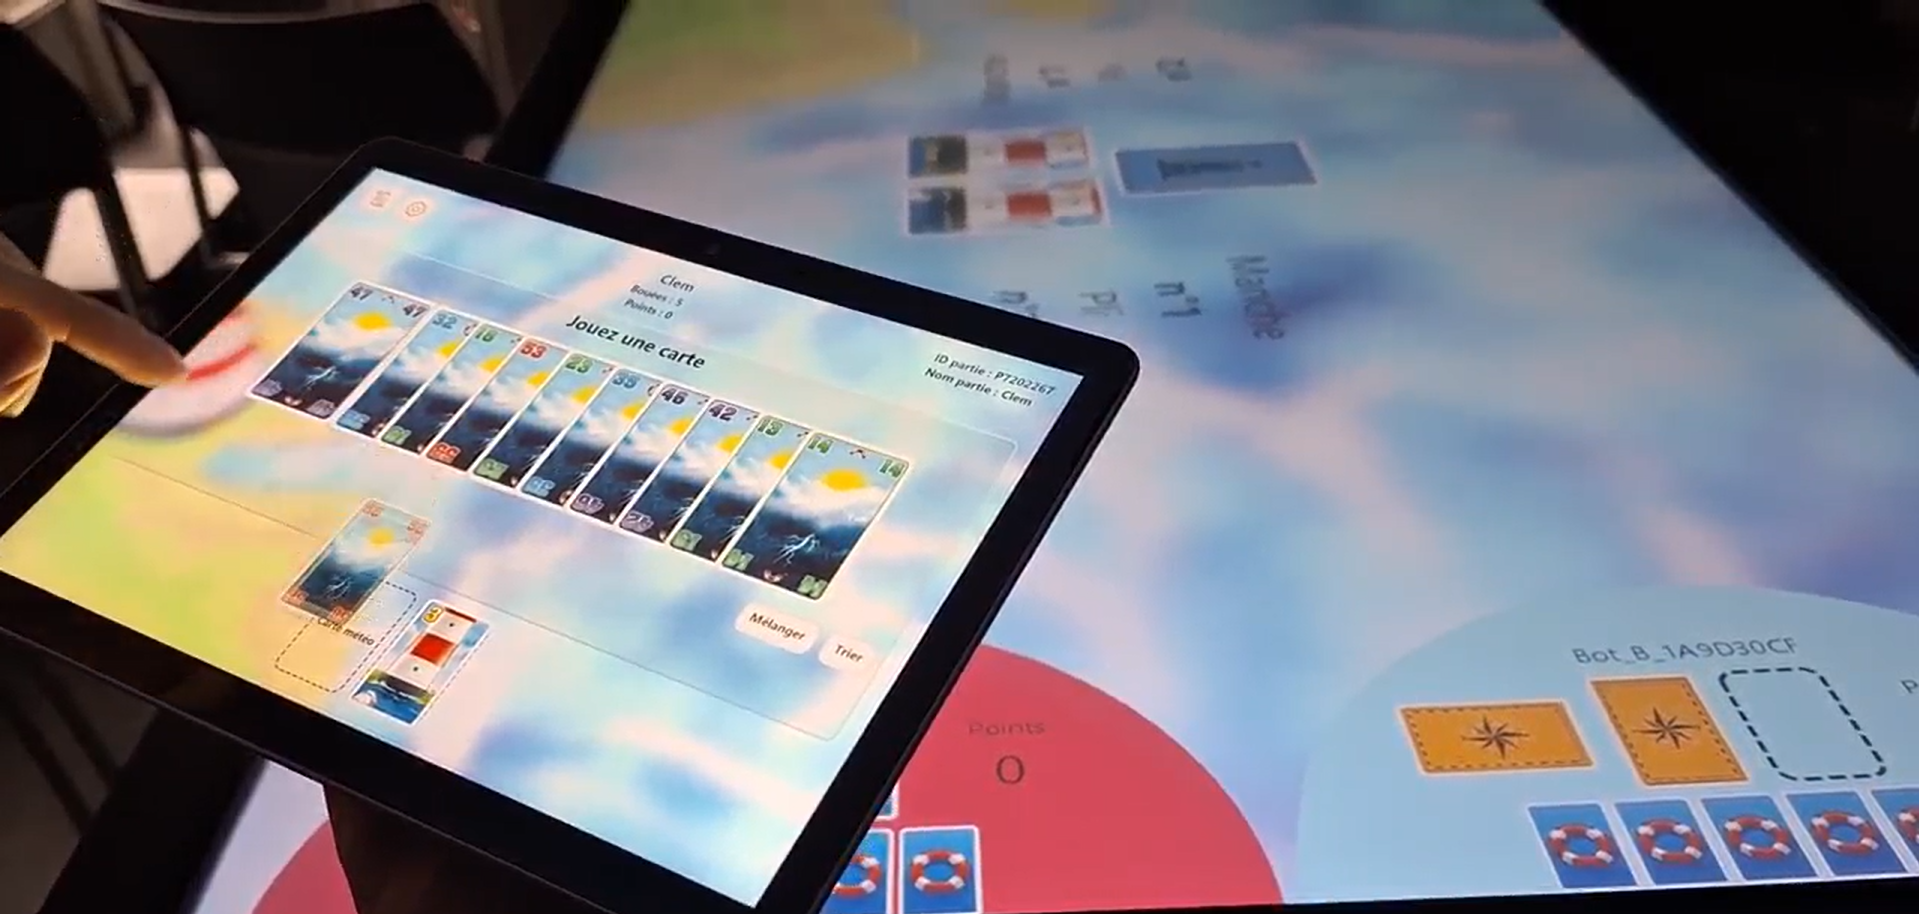 Clem
Bouées : 5
Points : 0
Jouez une carte
ID partie : P7202267
Nom partie : Clem
47 47 32 16 53 23 35 46 42 13 14 14
Carte météo
3
Mélanger
Trier
Manche
n°1
Points
0
Bot_B_1A9D30CF